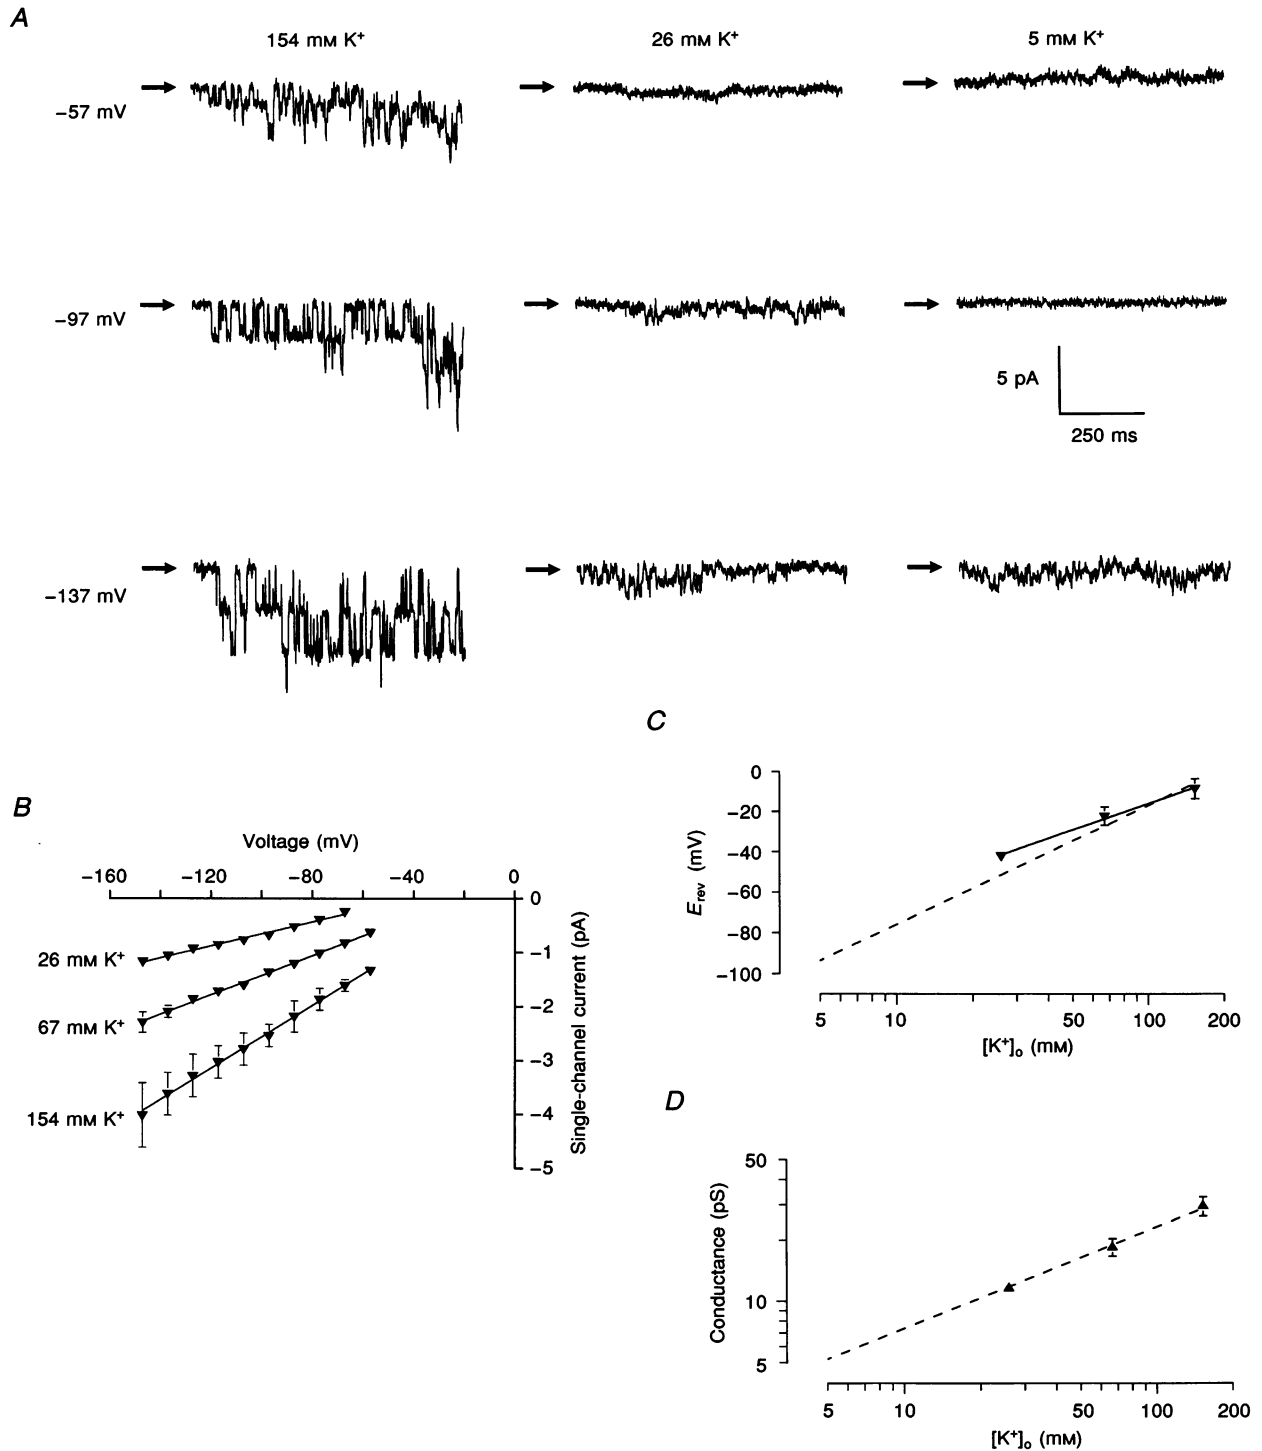 A
154 mM K⁺ 26 mM K⁺ 5 mM K⁺
−57 mV
−97 mV
5 pA
250 ms
−137 mV
C
0
−20
−40
−60
−80
−100
E_rev (mV)
5 10 50 100 200
[K⁺]ₒ (mM)
B
Voltage (mV)
−160 −120 −80 −40 0
0
−1
−2
−3
−4
−5
Single-channel current (pA)
26 mM K⁺
67 mM K⁺
154 mM K⁺
D
50
10
5
Conductance (pS)
5 10 50 100 200
[K⁺]ₒ (mM)